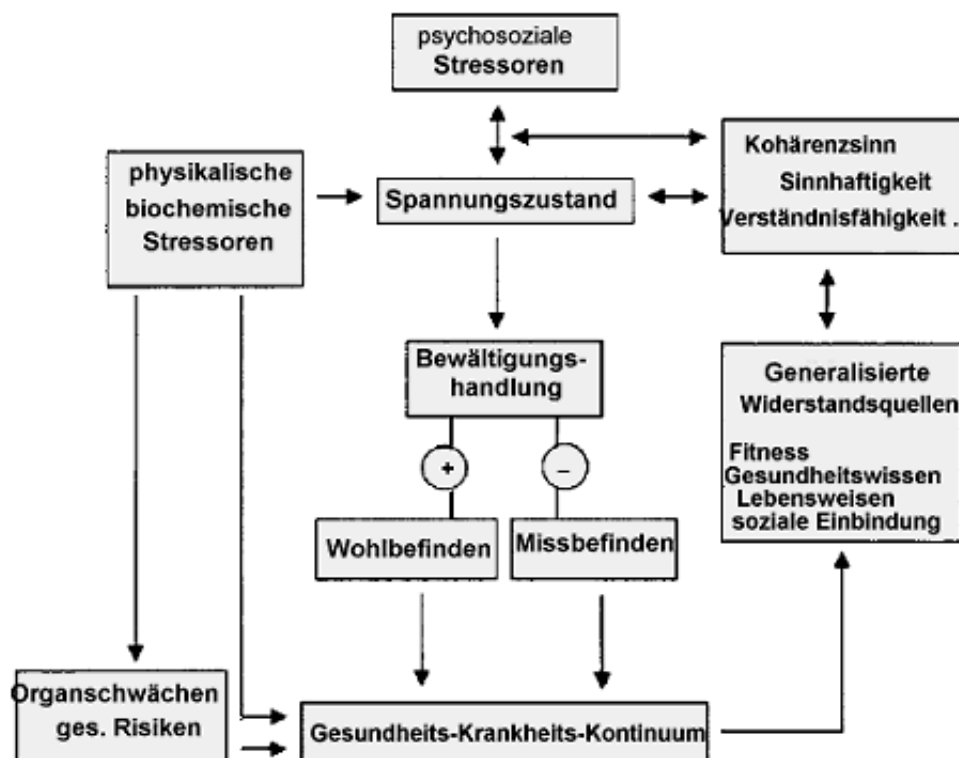 psychosoziale
Stressoren
Kohärenzsinn
Sinnhaftigkeit
Verständnisfähigkeit .
physikalische
biochemische
Stressoren
Spannungszustand
Bewältigungs-
handlung
Generalisierte
Widerstandsquellen
Fitness
Gesundheitswissen
Lebensweisen
soziale Einbindung
+
–
Wohlbefinden
Missbefinden
Organschwächen
ges. Risiken
Gesundheits-Krankheits-Kontinuum